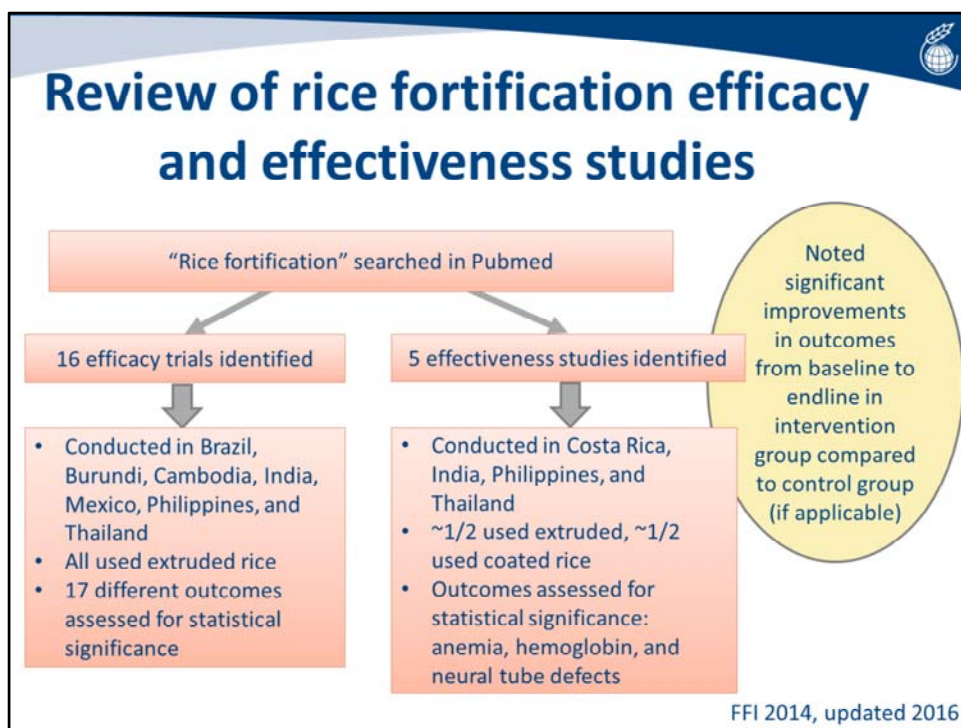 Review of rice fortification efficacy
and effectiveness studies
“Rice fortification” searched in Pubmed
16 efficacy trials identified
• Conducted in Brazil,
Burundi, Cambodia, India,
Mexico, Philippines, and
Thailand
• All used extruded rice
• 17 different outcomes
assessed for statistical
significance
5 effectiveness studies identified
• Conducted in Costa Rica,
India, Philippines, and
Thailand
• ~1/2 used extruded, ~1/2
used coated rice
• Outcomes assessed for
statistical significance:
anemia, hemoglobin, and
neural tube defects
Noted
significant
improvements
in outcomes
from baseline to
endline in
intervention
group compared
to control group
(if applicable)
FFI 2014, updated 2016